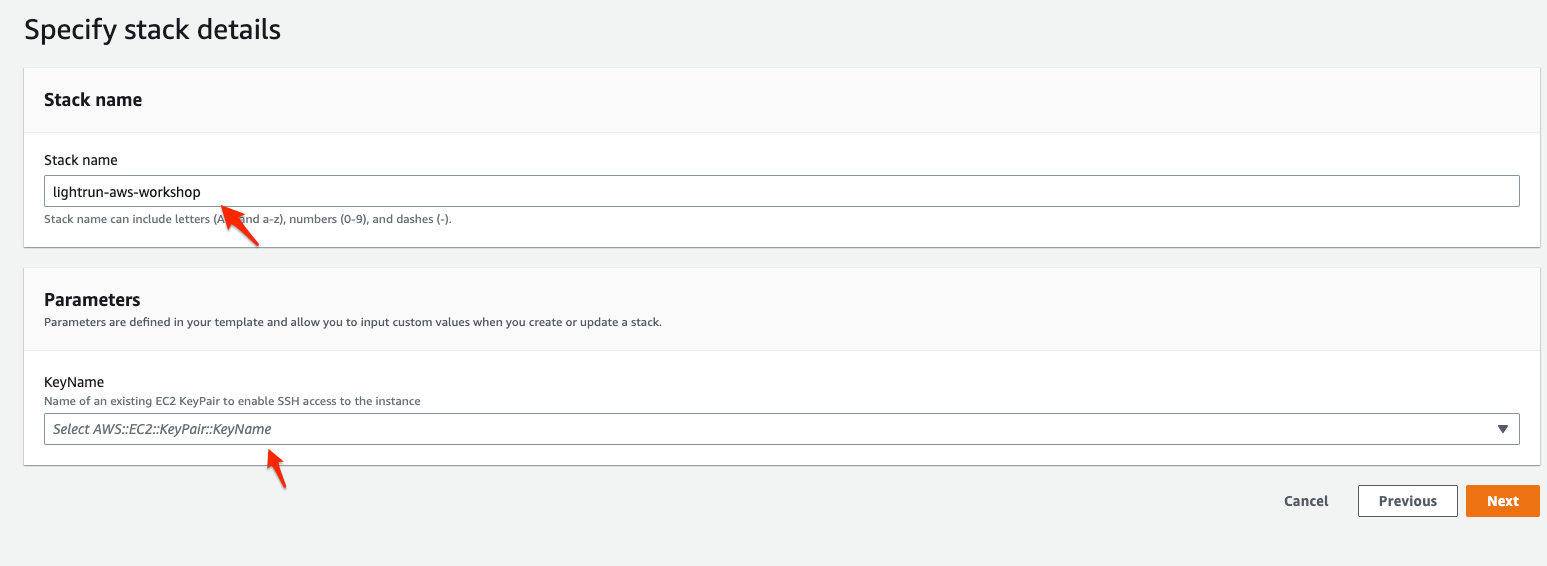 Specify stack details
Stack name
Stack name
lightrun-aws-workshop
Stack name can include letters (A and a-z), numbers (0-9), and dashes (-).
Parameters
Parameters are defined in your template and allow you to input custom values when you create or update a stack.
KeyName
Name of an existing EC2 KeyPair to enable SSH access to the instance
Select AWS::EC2::KeyPair::KeyName
Cancel
Previous
Next